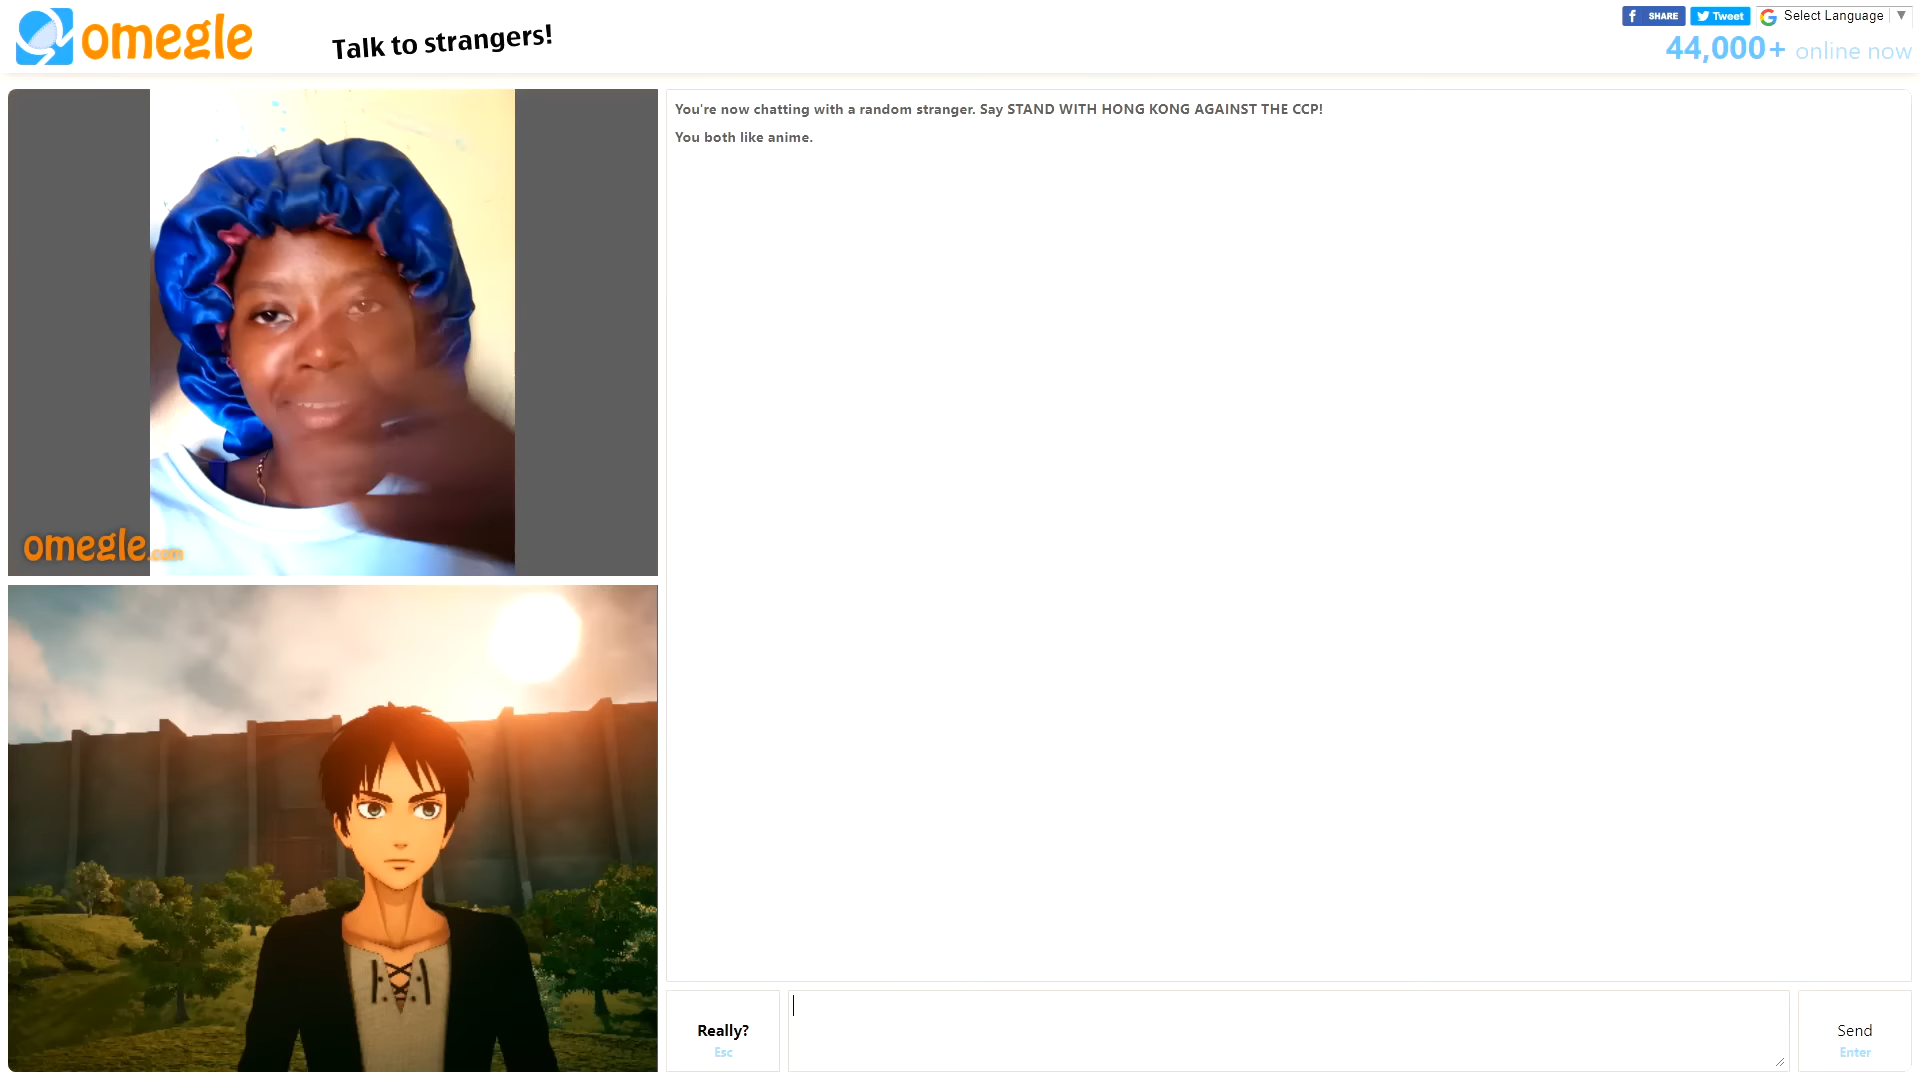 omegle
Talk to strangers!
SHARE
Tweet
Select Language
44,000+ online now
You're now chatting with a random stranger. Say STAND WITH HONG KONG AGAINST THE CCP!
You both like anime.
omegle.com
Really?
Esc
Send
Enter